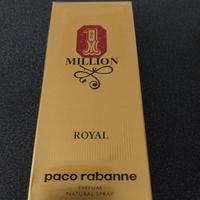 1
MILLION
ROYAL
paco rabanne
PARFUM
NATURAL SPRAY